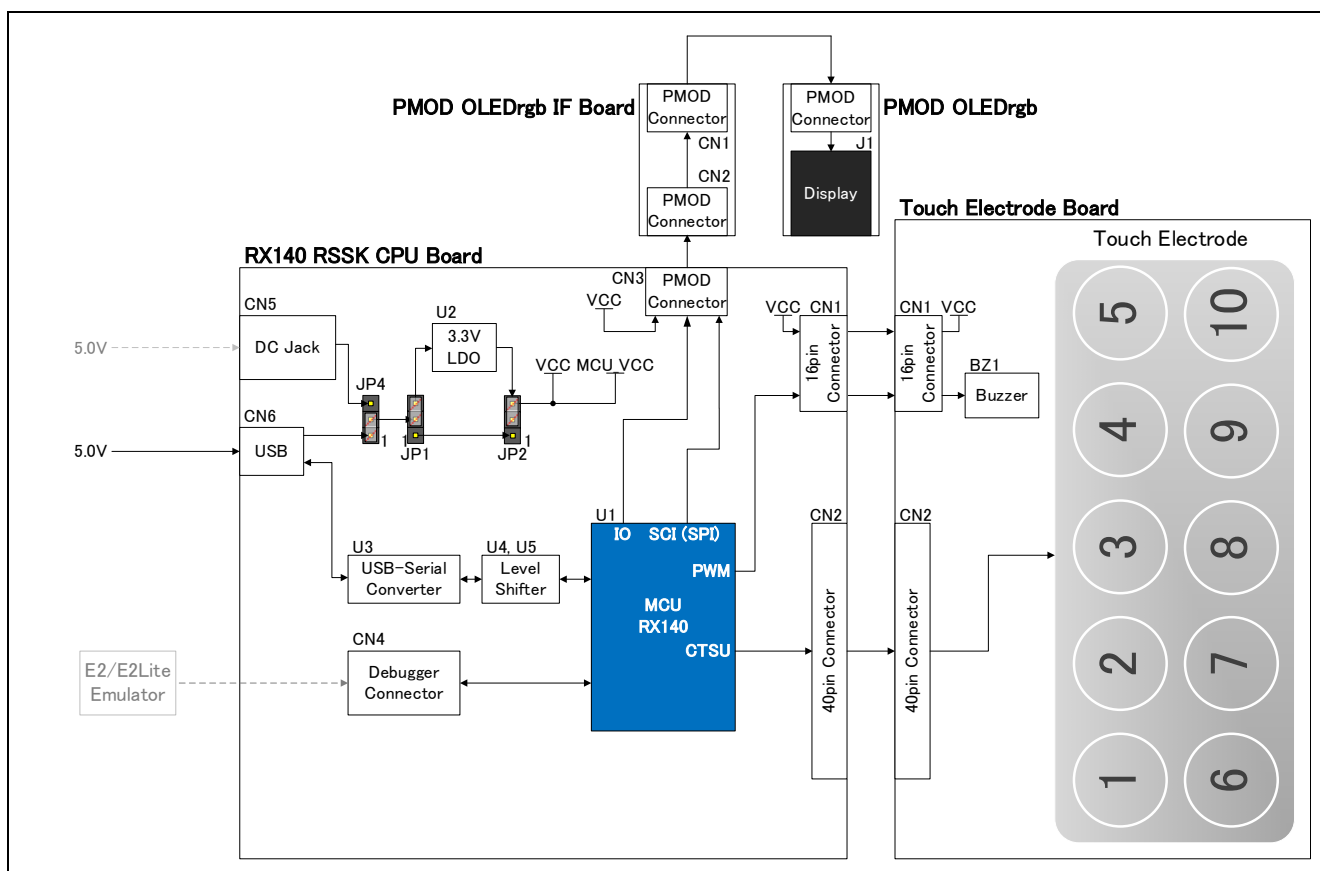 PMOD OLEDrgb IF Board
PMOD
Connector
CN1
CN2
PMOD
Connector
PMOD
Connector
J1
Display
PMOD OLEDrgb
RX140 RSSK CPU Board
CN5
DC Jack
5.0V
CN6
USB
5.0V
JP4
1
U2
3.3V
LDO
1
JP1
1
JP2
VCC MCU_VCC
CN3
PMOD
Connector
VCC
VCC
CN1
16pin
Connector
U3
USB-Serial
Converter
U4, U5
Level
Shifter
U1
IO
SCI (SPI)
PWM
MCU
RX140
CTSU
CN4
Debugger
Connector
E2/E2Lite
Emulator
CN2
40pin Connector
Touch Electrode Board
CN1
VCC
16pin
Connector
BZ1
Buzzer
CN2
40pin Connector
Touch Electrode
5
10
4
9
3
8
2
7
1
6